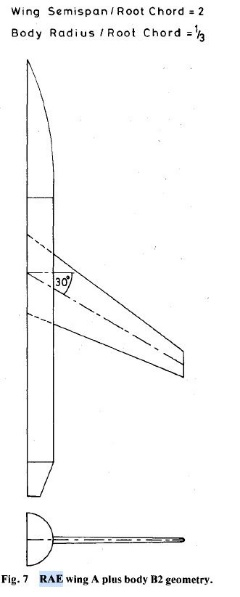 Wing Semispan / Root Chord = 2
Body Radius / Root Chord = 1/3
30°
Fig. 7 RAE wing A plus body B2 geometry.